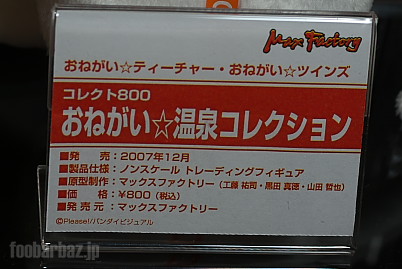 Max Factory
おねがい☆ティーチャー・おねがい☆ツインズ
コレクト800
おねがい☆温泉コレクション
■発　売：2007年12月
■製品仕様：ノンスケール トレーディングフィギュア
■原型制作：マックスファクトリー（工藤 祐司・黒田 真徳・山田 哲也）
■価　格：￥800（税込）
■発 売 元：マックスファクトリー
©Please!/バンダイビジュアル
foobarbaz.jp